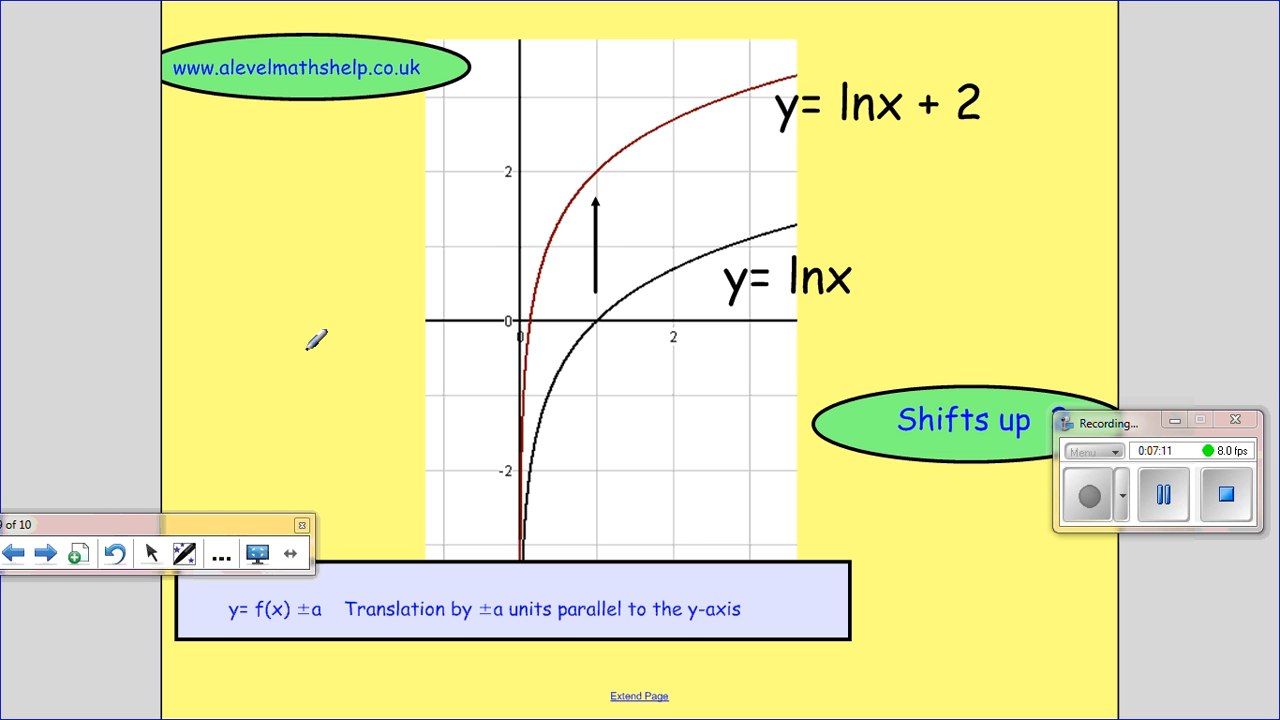 www.alevelmathshelp.co.uk
y= lnx + 2
2
y= lnx
0
0
2
Shifts up
Recording...
Menu
0:07:11
8.0 fps
-2
9 of 10
...
y= f(x) ±a Translation by ±a units parallel to the y-axis
Extend Page